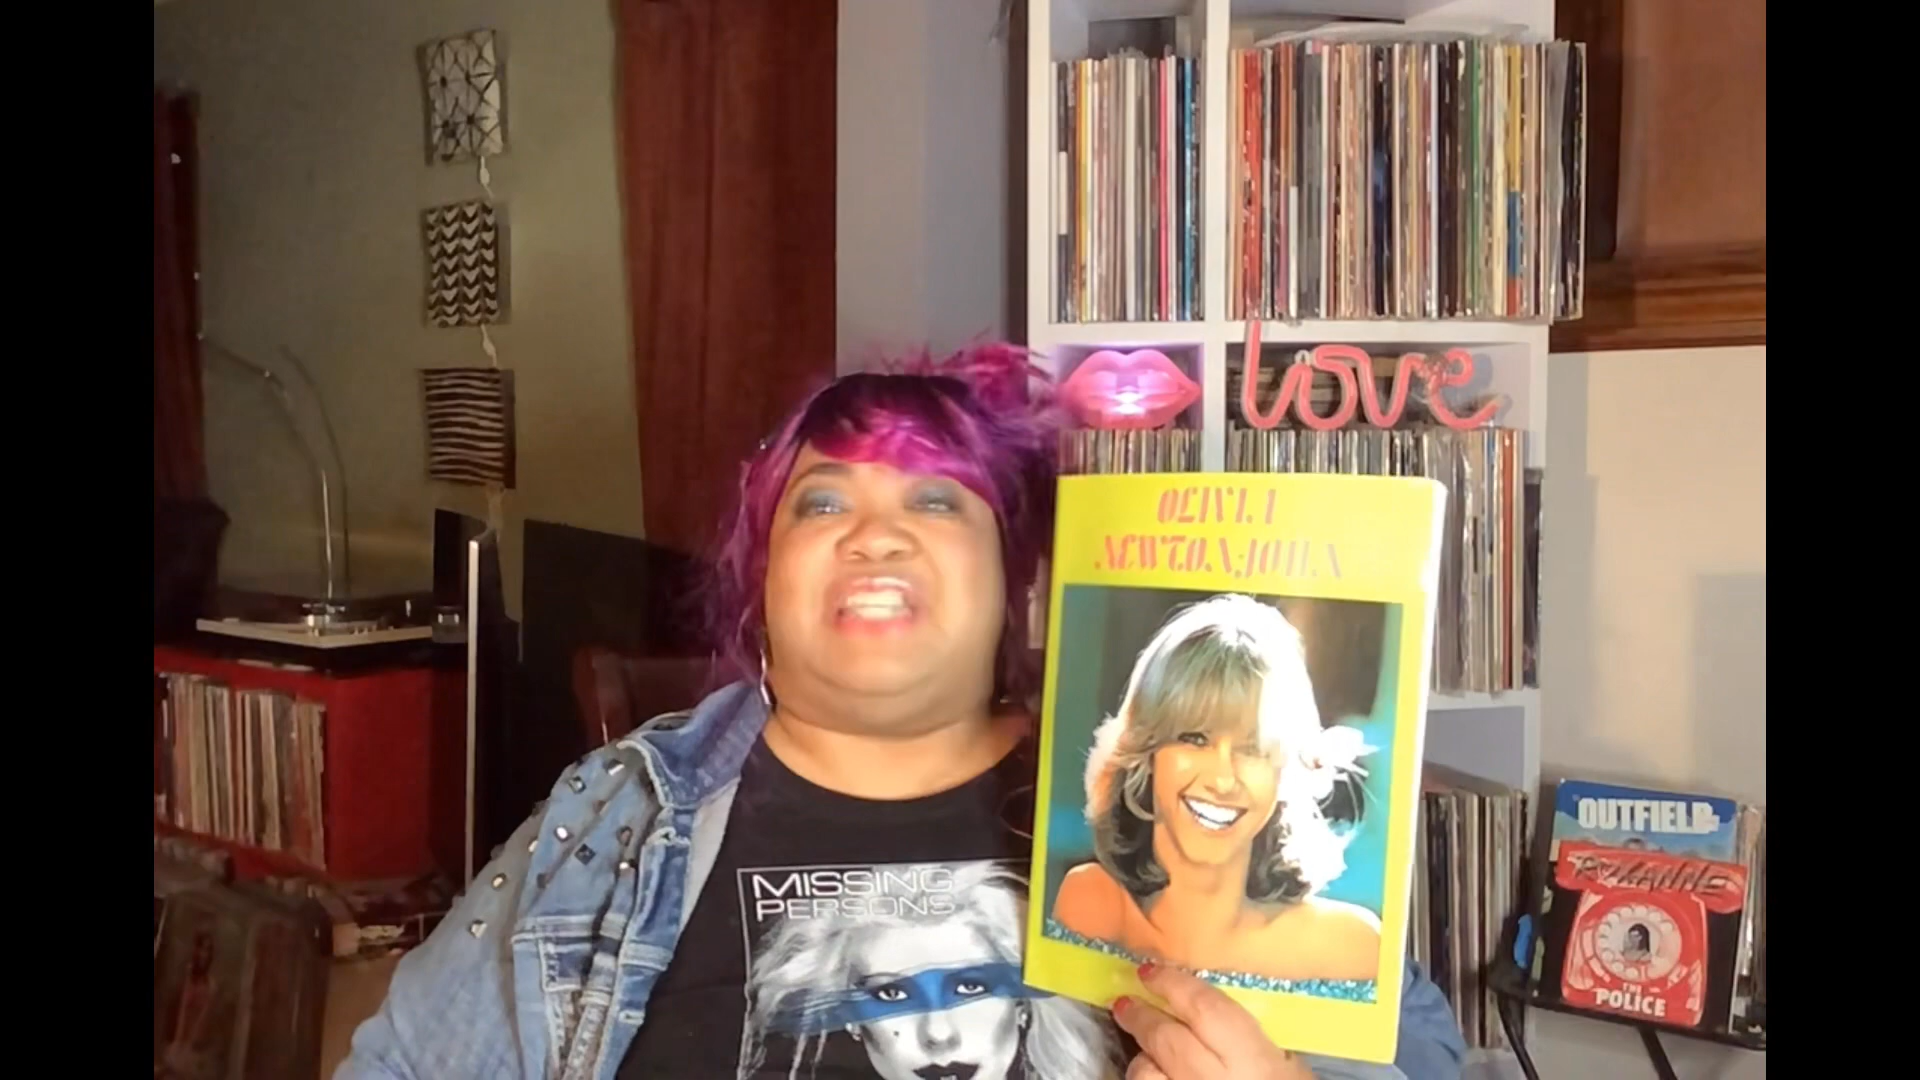 love
OLIVIA
NEWTON-JOHN
OUTFIELD
ROXANNE
THE
POLICE
MISSING
PERSONS